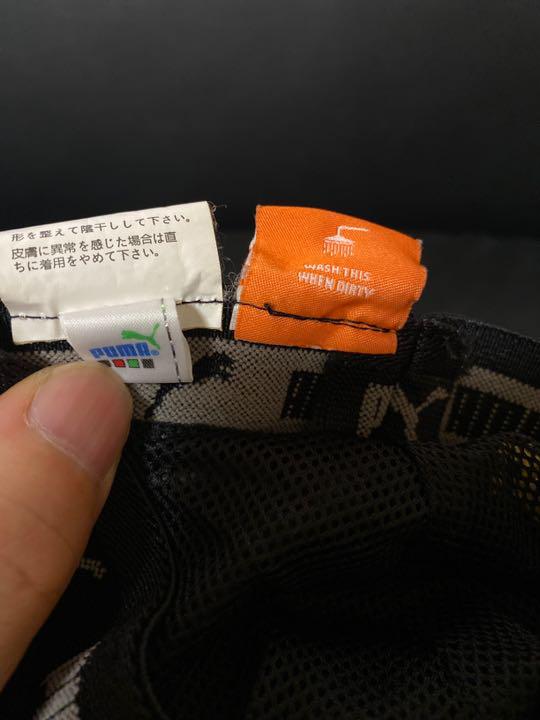 形を整えて陰干しして下さい。
皮膚に異常を感じた場合は直
ちに着用をやめて下さい。
PUMA®
WASH THIS
WHEN DIRTY